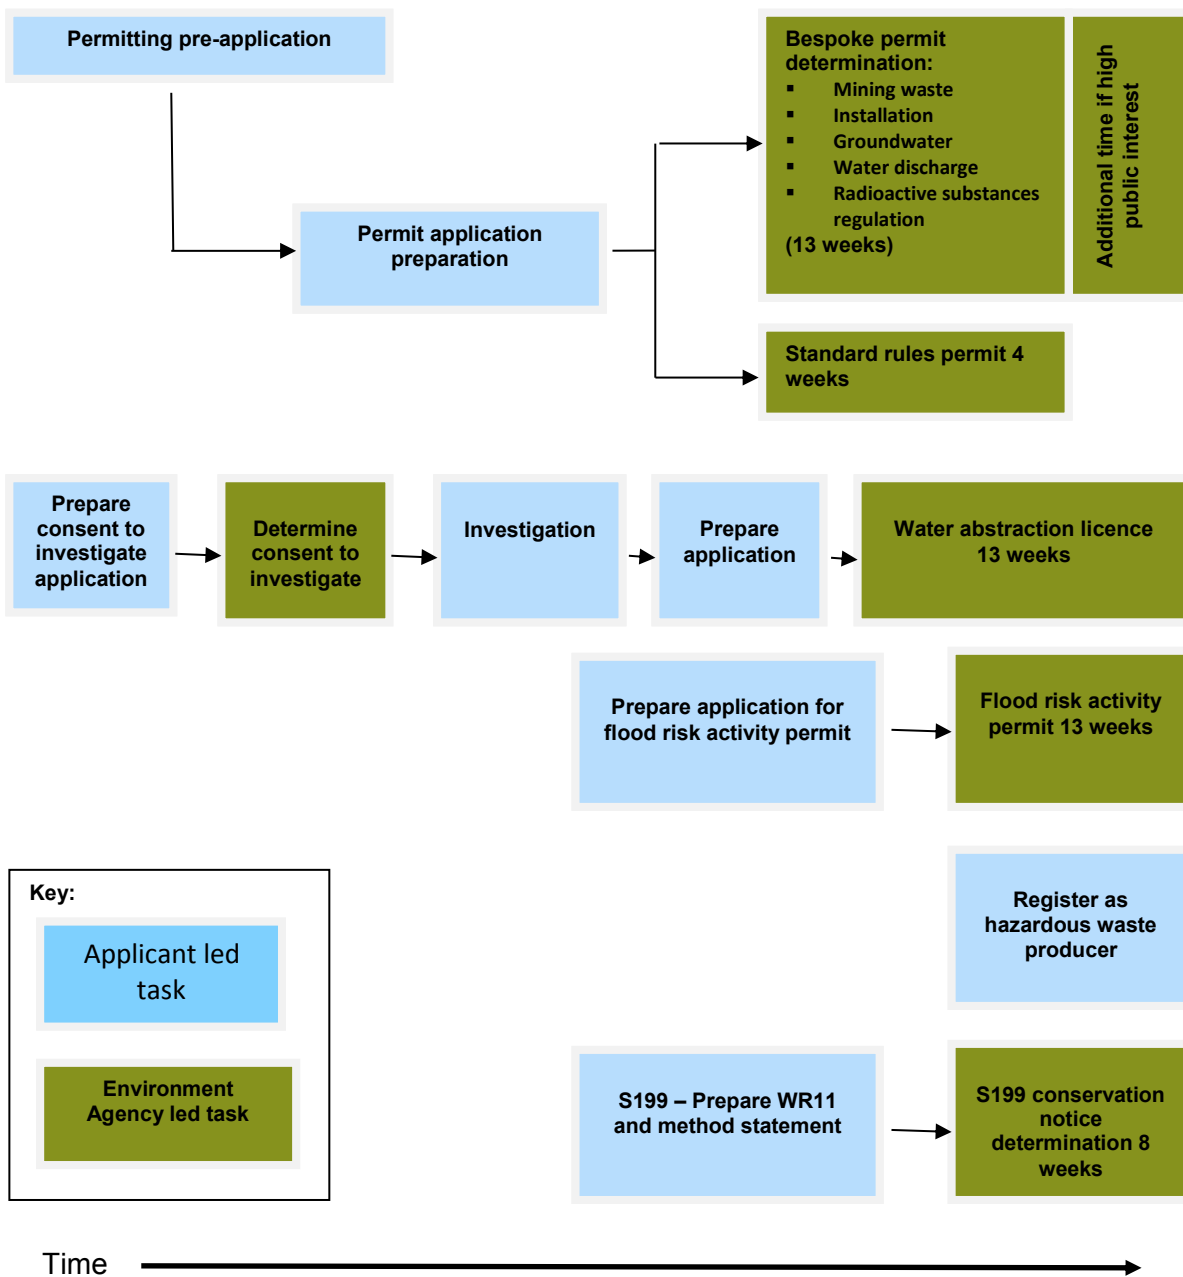 Permitting pre-application
Bespoke permit
determination:
▪ Mining waste
▪ Installation
▪ Groundwater
▪ Water discharge
▪ Radioactive substances
regulation
(13 weeks)
Additional time if high
public interest
Permit application
preparation
Standard rules permit 4
weeks
Prepare
consent to
investigate
application
Determine
consent to
investigate
Investigation
Prepare
application
Water abstraction licence
13 weeks
Prepare application for
flood risk activity permit
Flood risk activity
permit 13 weeks
Register as
hazardous waste
producer
Key:
Applicant led
task
Environment
Agency led task
S199 – Prepare WR11
and method statement
S199 conservation
notice
determination 8
weeks
Time